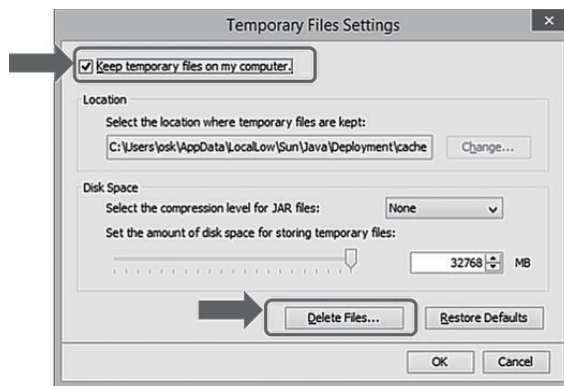 Temporary Files Settings
Keep temporary files on my computer.
Location
Select the location where temporary files are kept:
C:\Users\osk\AppData\LocalLow\Sun\Java\Deployment\cache
Change...
Disk Space
Select the compression level for JAR files:
None
Set the amount of disk space for storing temporary files:
32768 MB
Delete Files...
Restore Defaults
OK
Cancel